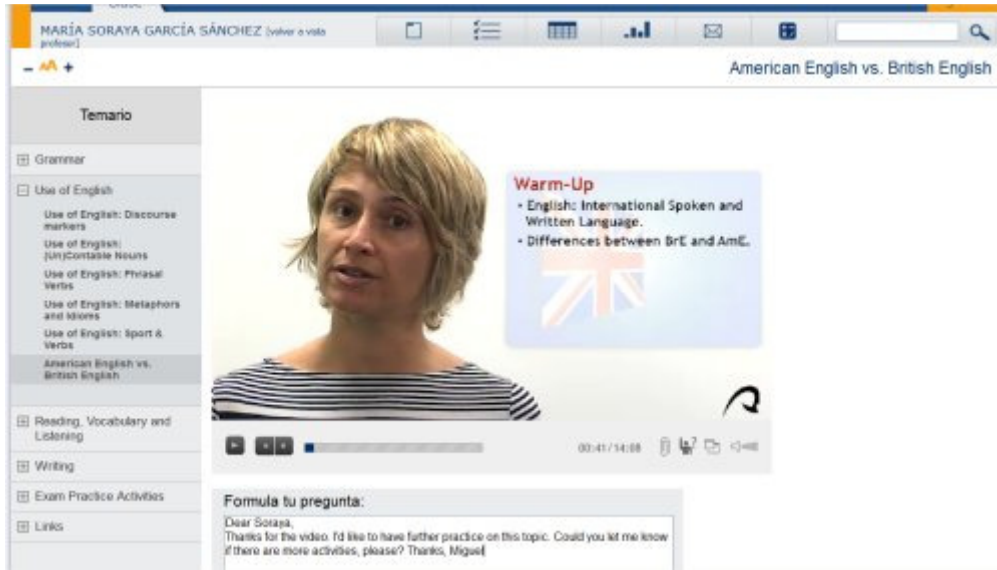 MARÍA SORAYA GARCÍA SÁNCHEZ [volver a vista
profesor]
- AA +
American English vs. British English
Temario
Grammar
Use of English
Use of English: Discourse
markers
Use of English:
(Un)Contable Nouns
Use of English: Phrasal
Verbs
Use of English: Metaphors
and Idioms
Use of English: Sport &
Verbs
American English vs.
British English
Reading, Vocabulary and
Listening
Writing
Exam Practice Activities
Links
Warm-Up
• English: International Spoken and
Written Language.
• Differences between BrE and AmE.
00:41/14:08
Formula tu pregunta:
Dear Soraya,
Thanks for the video. I'd like to have further practice on this topic. Could you let me know
if there are more activities, please? Thanks, Miguel